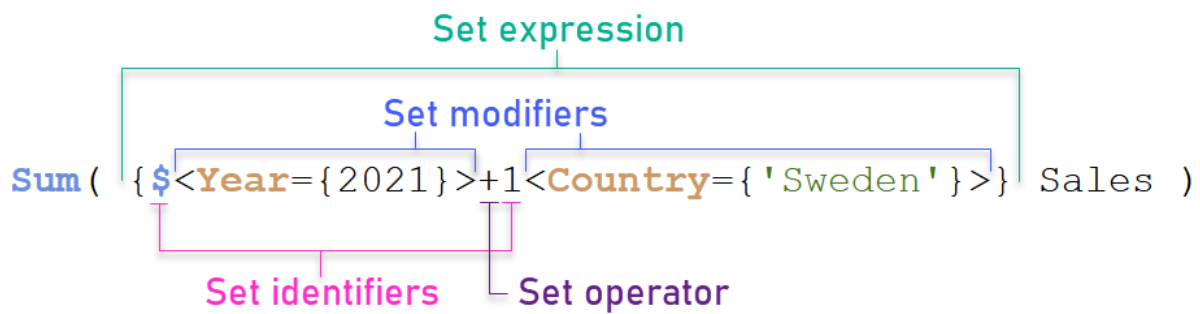 Set expression
Set modifiers
Sum( {$<Year={2021}>+1<Country={'Sweden'}>} Sales )
Set identifiers
Set operator